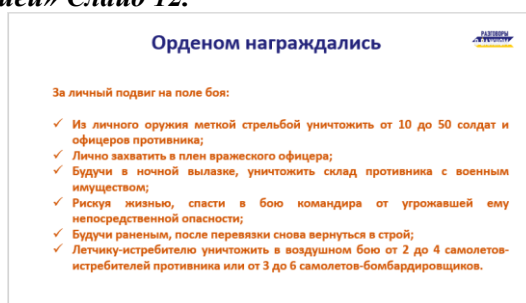 Слайд 12.
Орденом награждались
РАЗГОВОРЫ
За личный подвиг на поле боя:
✓ Из личного оружия меткой стрельбой уничтожить от 10 до 50 солдат и
офицеров противника;
✓ Лично захватить в плен вражеского офицера;
✓ Будучи в ночной вылазке, уничтожить склад противника с военным
имуществом;
✓ Рискуя жизнью, спасти в бою командира от угрожавшей ему
непосредственной опасности;
✓ Будучи раненым, после перевязки снова вернуться в строй;
✓ Летчику-истребителю уничтожить в воздушном бою от 2 до 4 самолетов-
истребителей противника или от 3 до 6 самолетов-бомбардировщиков.